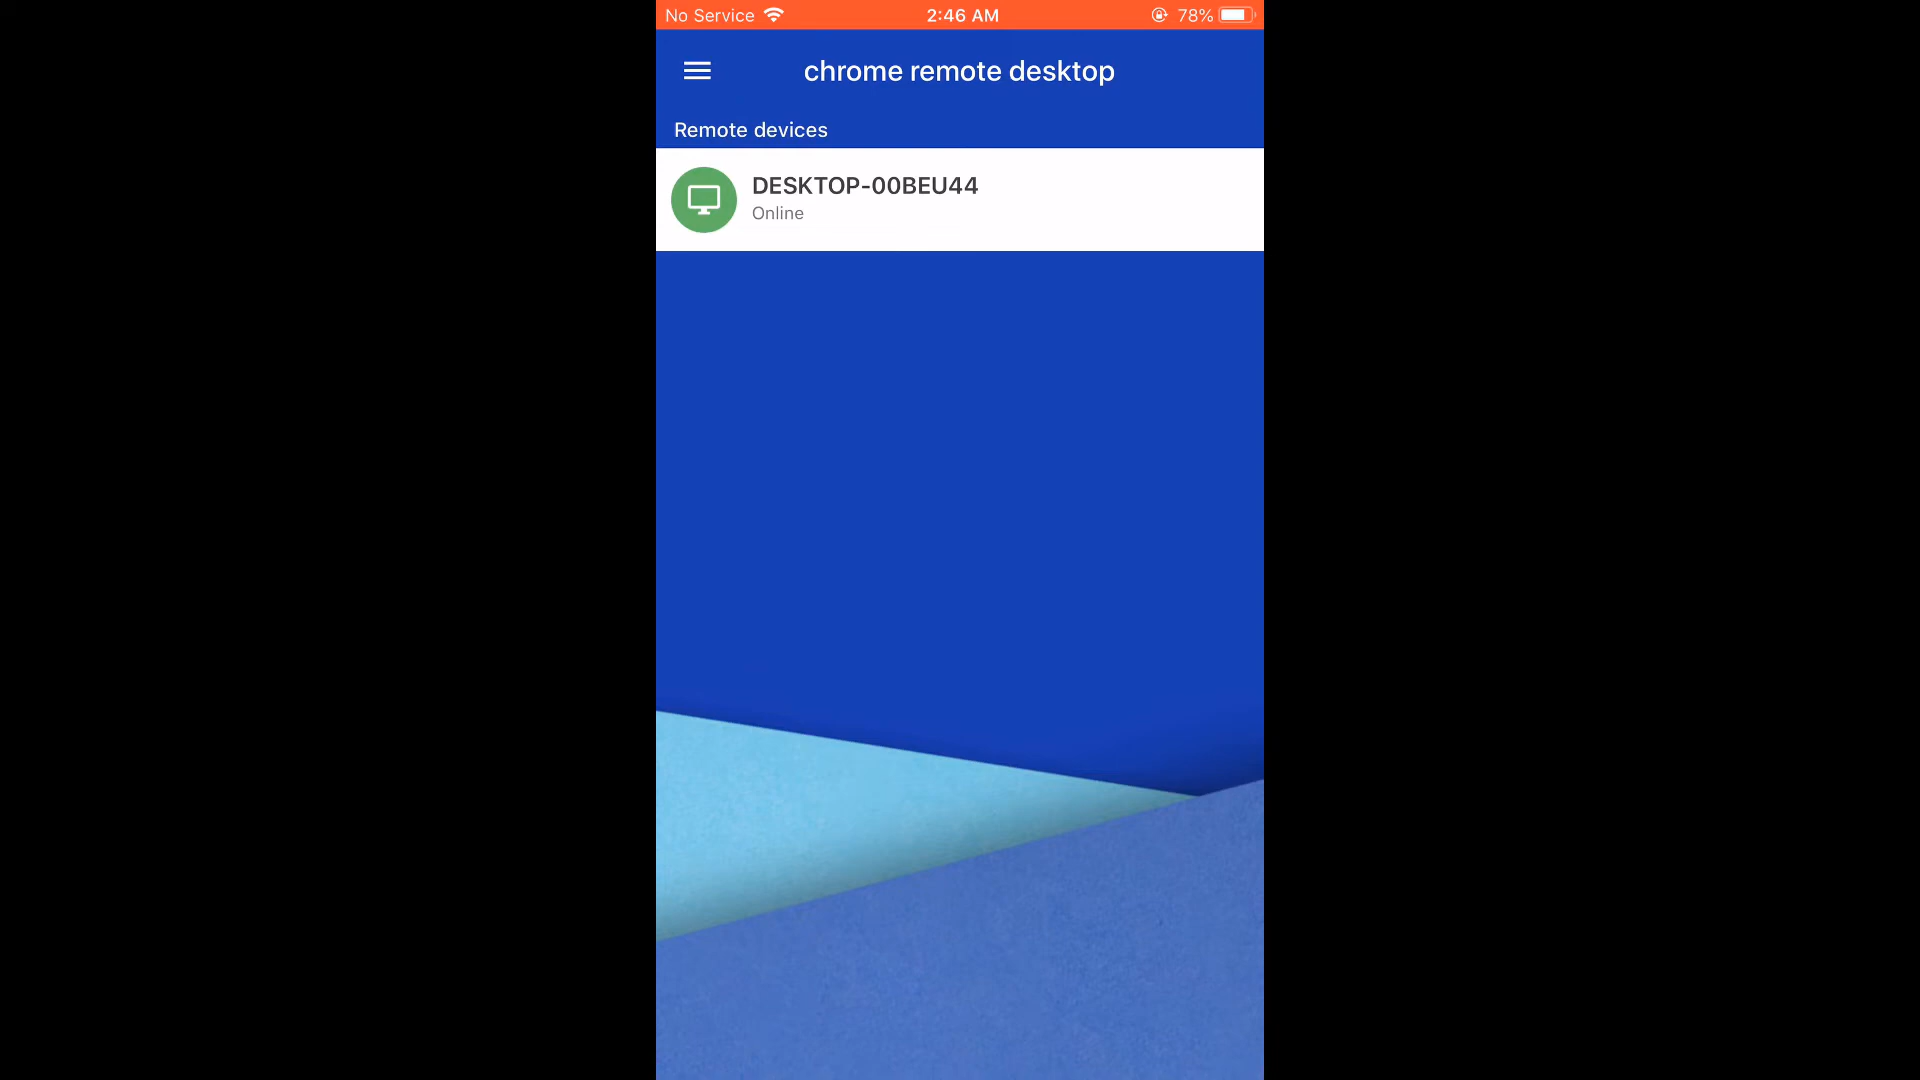 No Service 2:46 AM 78%
chrome remote desktop
Remote devices
DESKTOP-00BEU44
Online